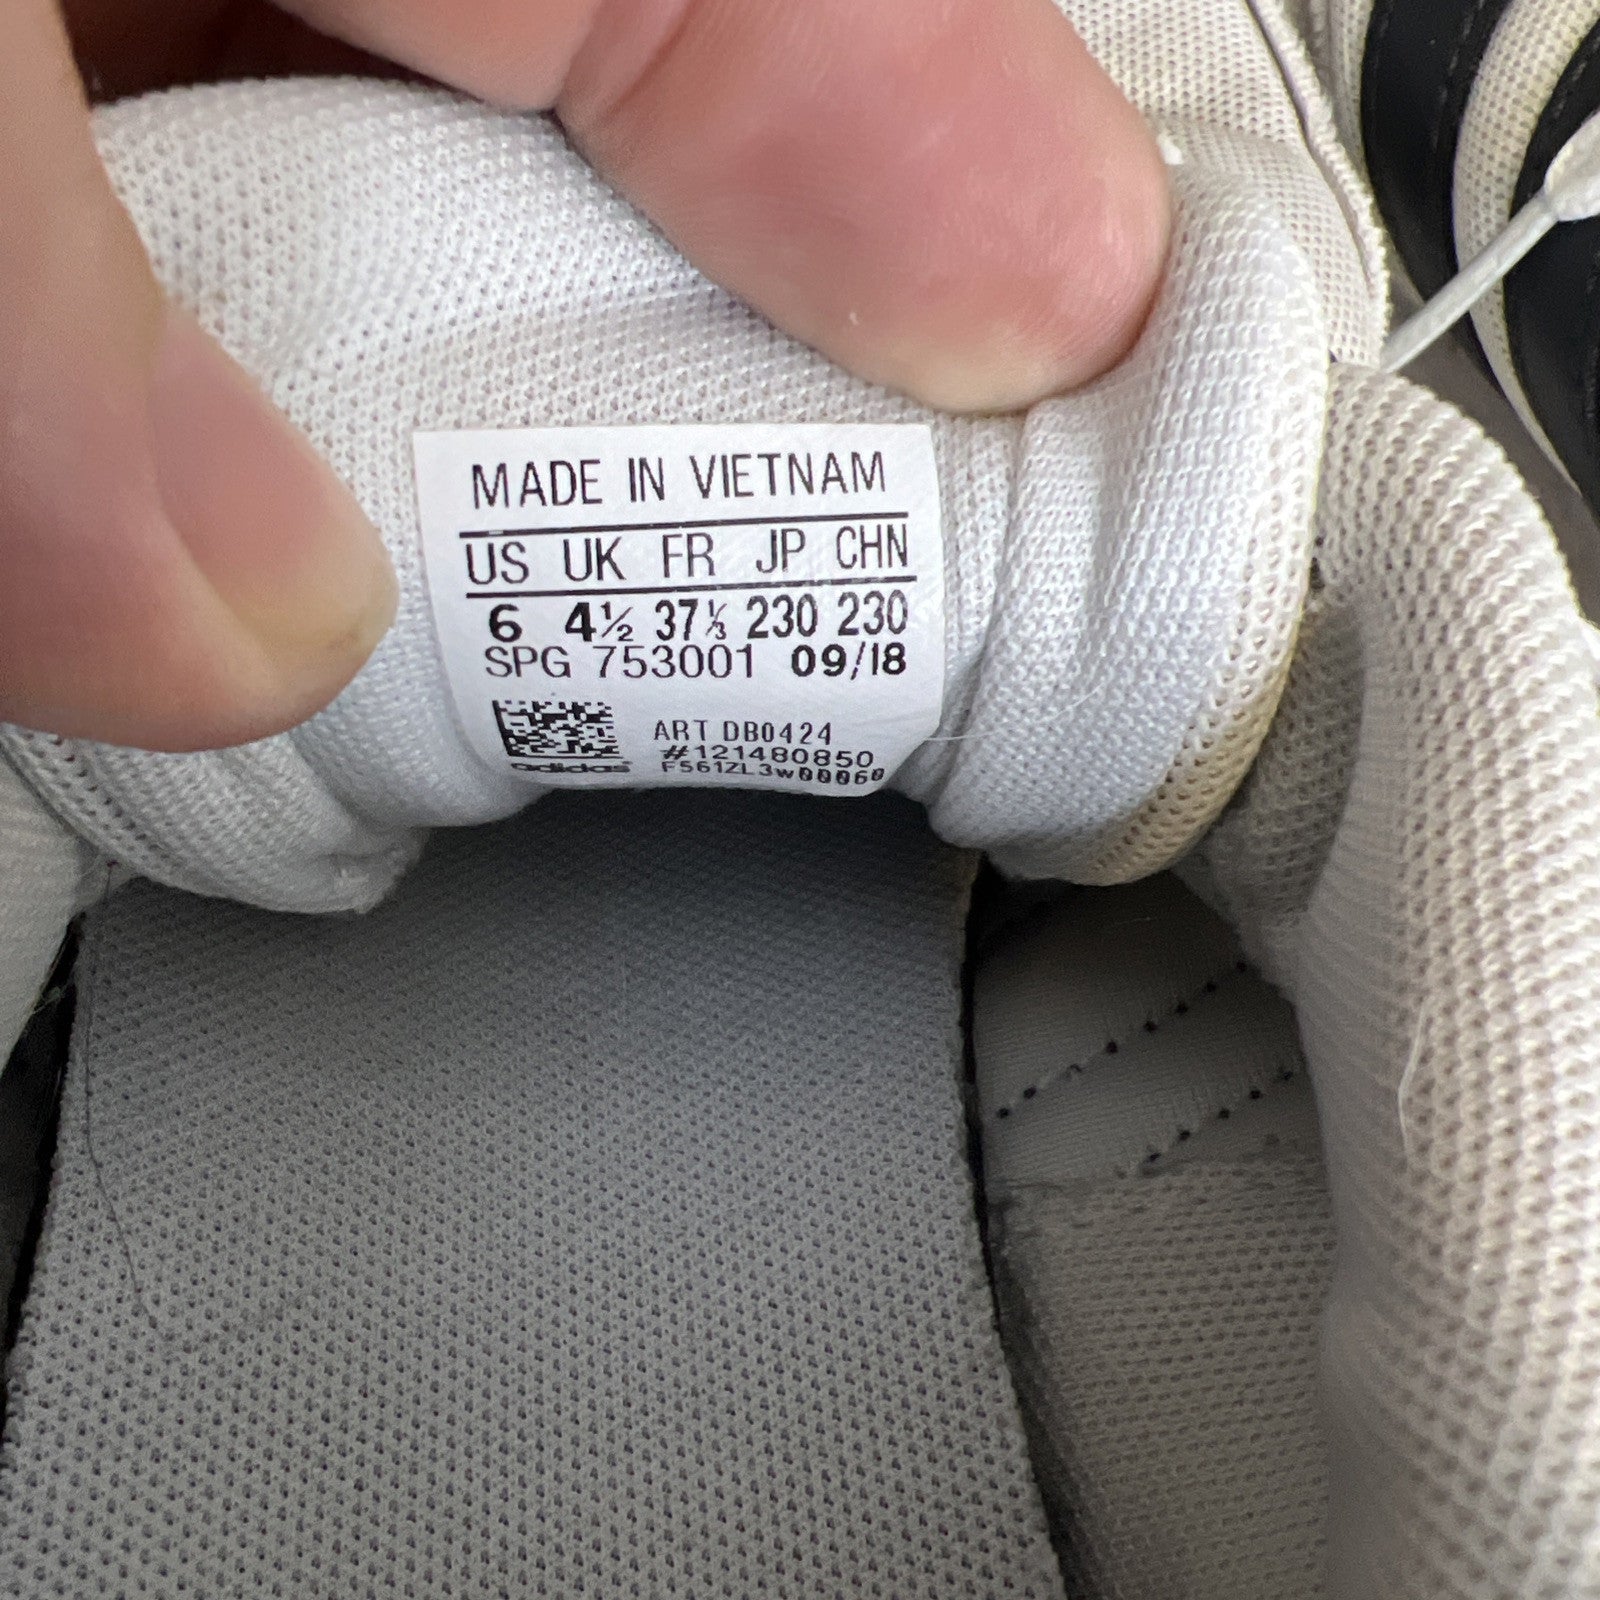 MADE IN VIETNAM
US UK FR JP CHN
6 4½ 37⅓ 230 230
SPG 753001 09/18
ART DB0424
#121480850
adidas F561ZL3w00060